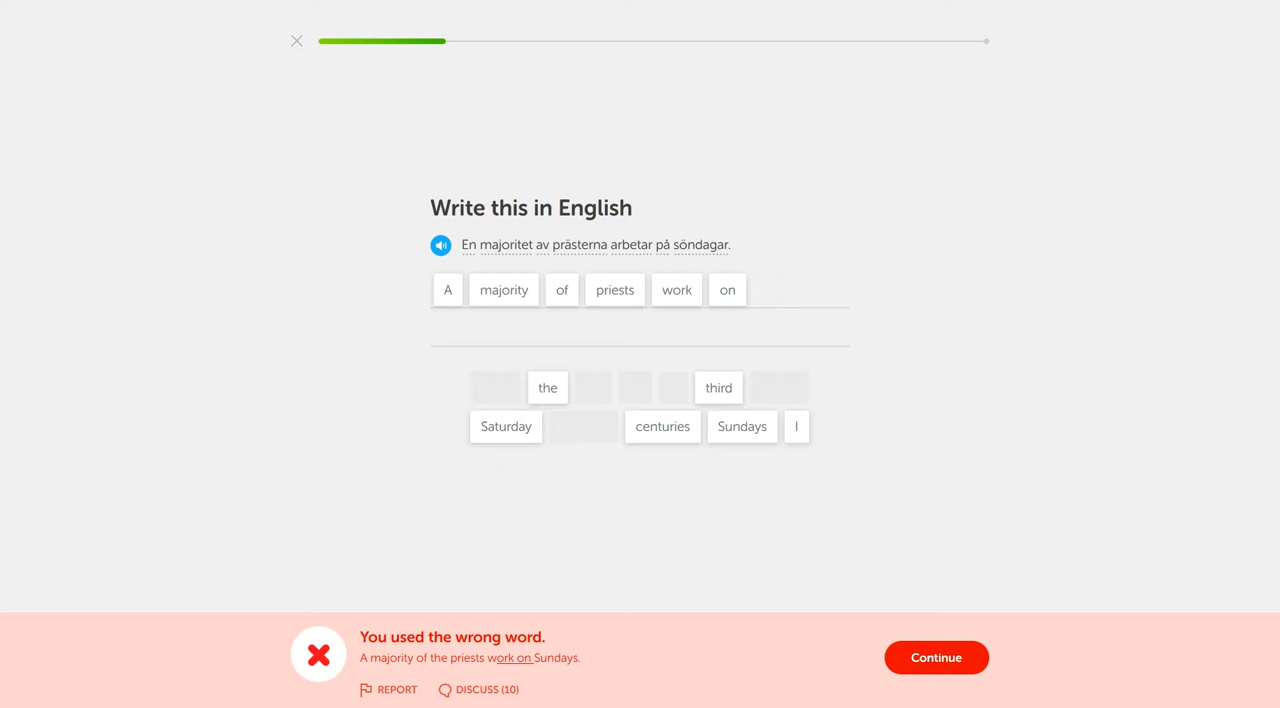 Write this in English
En majoritet av prästerna arbetar på söndagar.
A majority of priests work on
the third
Saturday centuries Sundays I
You used the wrong word.
A majority of the priests work on Sundays.
Continue
REPORT DISCUSS (10)